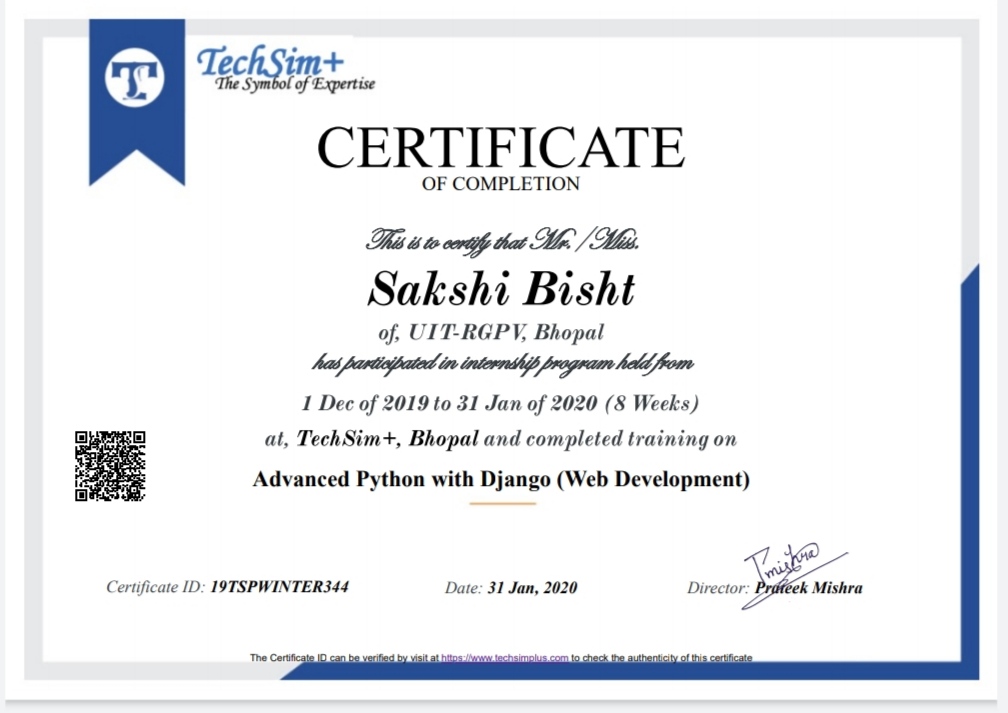 TechSim+
The Symbol of Expertise
CERTIFICATE
OF COMPLETION
This is to certify that Mr. / Miss.
Sakshi Bisht
of, UIT-RGPV, Bhopal
has participated in internship program held from
1 Dec of 2019 to 31 Jan of 2020 (8 Weeks)
at, TechSim+, Bhopal and completed training on
Advanced Python with Django (Web Development)
Pmishra
Certificate ID: 19TSPWINTER344 Date: 31 Jan, 2020 Director: Prateek Mishra
The Certificate ID can be verified by visit at https://www.techsimplus.com to check the authenticity of this certificate